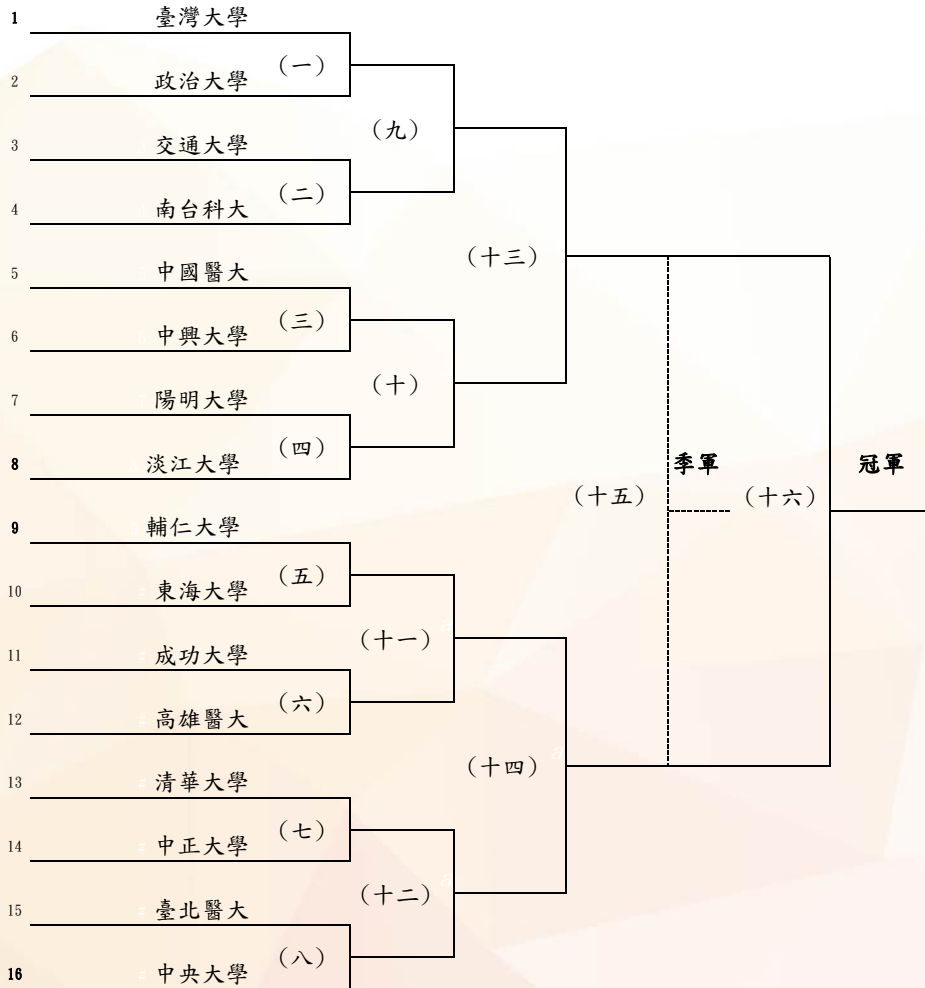 1 臺灣大學
(一)
2 政治大學
(九)
3 交通大學
(二)
4 南台科大
(十三)
5 中國醫大
(三)
6 中興大學
(十)
7 陽明大學
(四)
8 淡江大學
季軍 冠軍
(十五) (十六)
9 輔仁大學
(五)
10 東海大學
(十一)
11 成功大學
(六)
12 高雄醫大
(十四)
13 清華大學
(七)
14 中正大學
(十二)
15 臺北醫大
(八)
16 中央大學